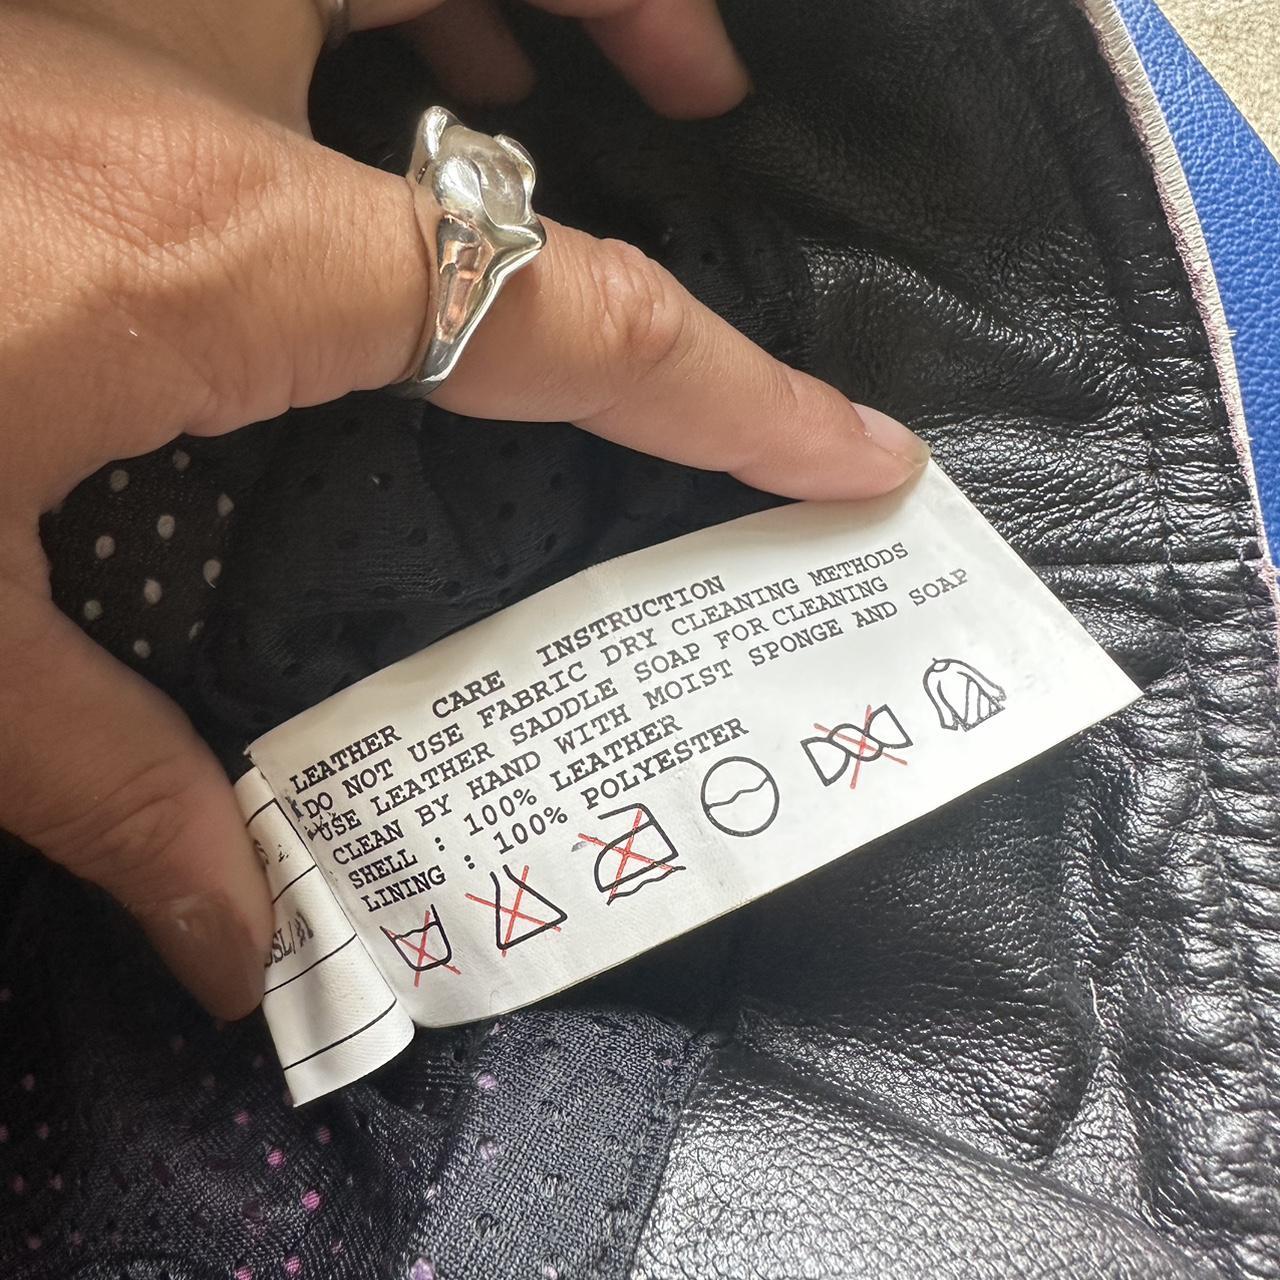 LEATHER CARE INSTRUCTION
DO NOT USE FABRIC DRY CLEANING METHODS
USE LEATHER SADDLE SOAP FOR CLEANING
CLEAN BY HAND WITH MOIST SPONGE AND SOAP
SHELL : 100% LEATHER
LINING : 100% POLYESTER